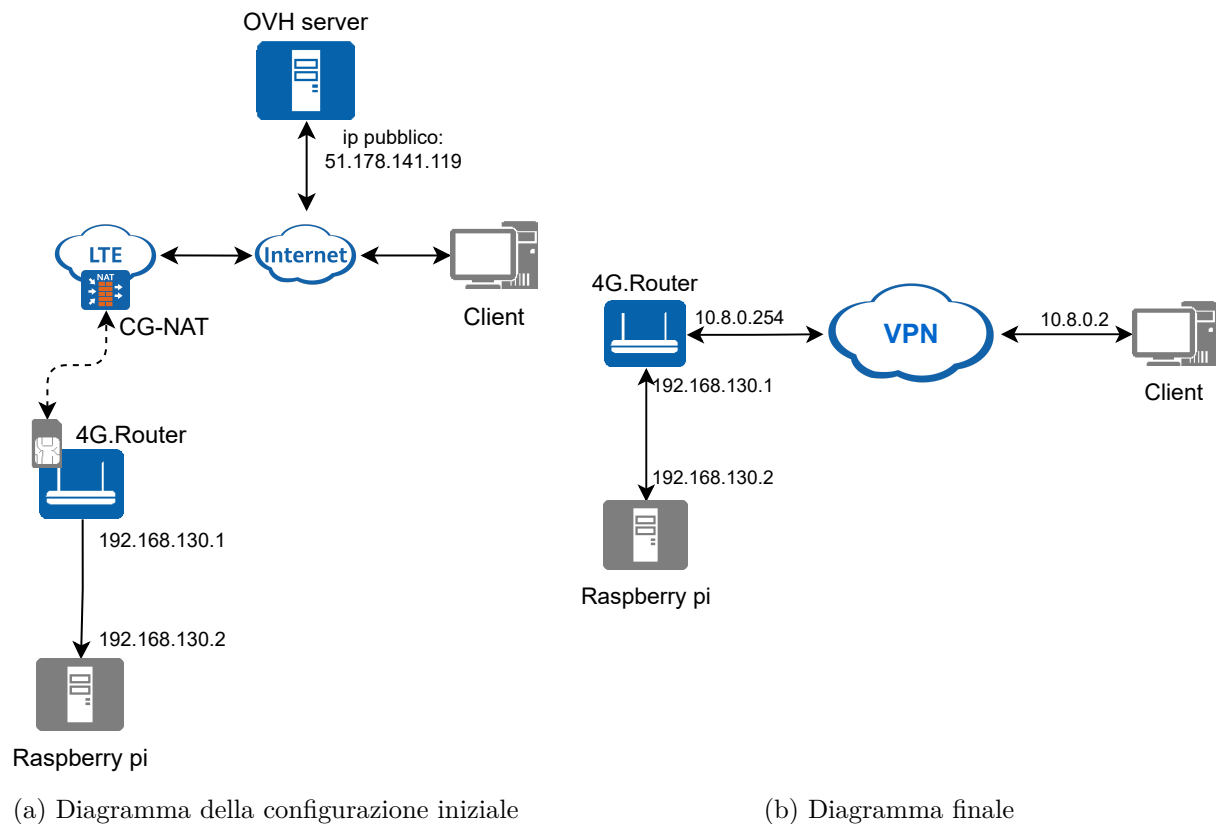 OVH server
ip pubblico:
51.178.141.119
LTE
NAT
CG-NAT
Internet
Client
4G.Router
192.168.130.1
192.168.130.2
Raspberry pi
(a) Diagramma della configurazione iniziale
4G.Router
10.8.0.254
VPN
10.8.0.2
Client
192.168.130.1
192.168.130.2
Raspberry pi
(b) Diagramma finale